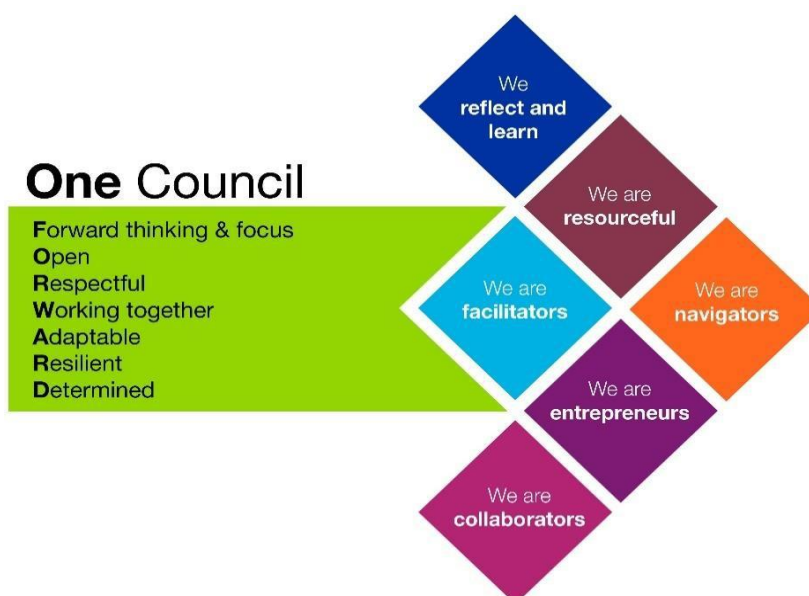 One Council
Forward thinking & focus
Open
Respectful
Working together
Adaptable
Resilient
Determined
We
reflect and
learn
We are
resourceful
We are
facilitators
We are
navigators
We are
entrepreneurs
We are
collaborators